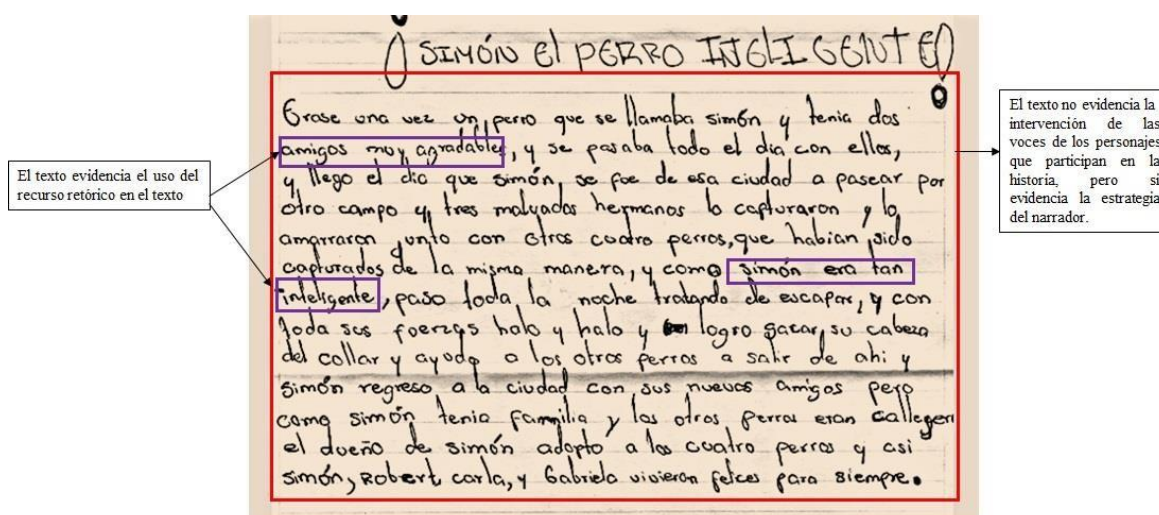 SIMÓN El PERRO INELIGENTE
Erase una vez un perro que se llamaba simón y tenia dos
amigos muy agradables, y se pasaba todo el dia con ellos,
y llego el dia que simón, se fue de esa ciudad a pasear por
otro campo y tres malvados hermanos lo capturaron y lo
amarraron junto con otros cuatro perros, que habian sido
capturados de la misma manera, y como simón era tan
inteligente, paso toda la noche tratando de escapar, y con
toda sus fuerzas halo y halo y logro sacar su cabeza
del collar y ayudo a los otros perros a salir de ahi y
simón regreso a la ciudad con sus nuevos amigos pero
como simón tenia familia y los otros perros eran callejen
el dueño de simón adopto a los cuatro perros y asi
simón, Robert, carla, y Gabriela vivieron felices para siempre.
El texto evidencia el uso del
recurso retórico en el texto
El texto no evidencia la
intervención de las
voces de los personajes
que participan en la
historia, pero si
evidencia la estrategia
del narrador.